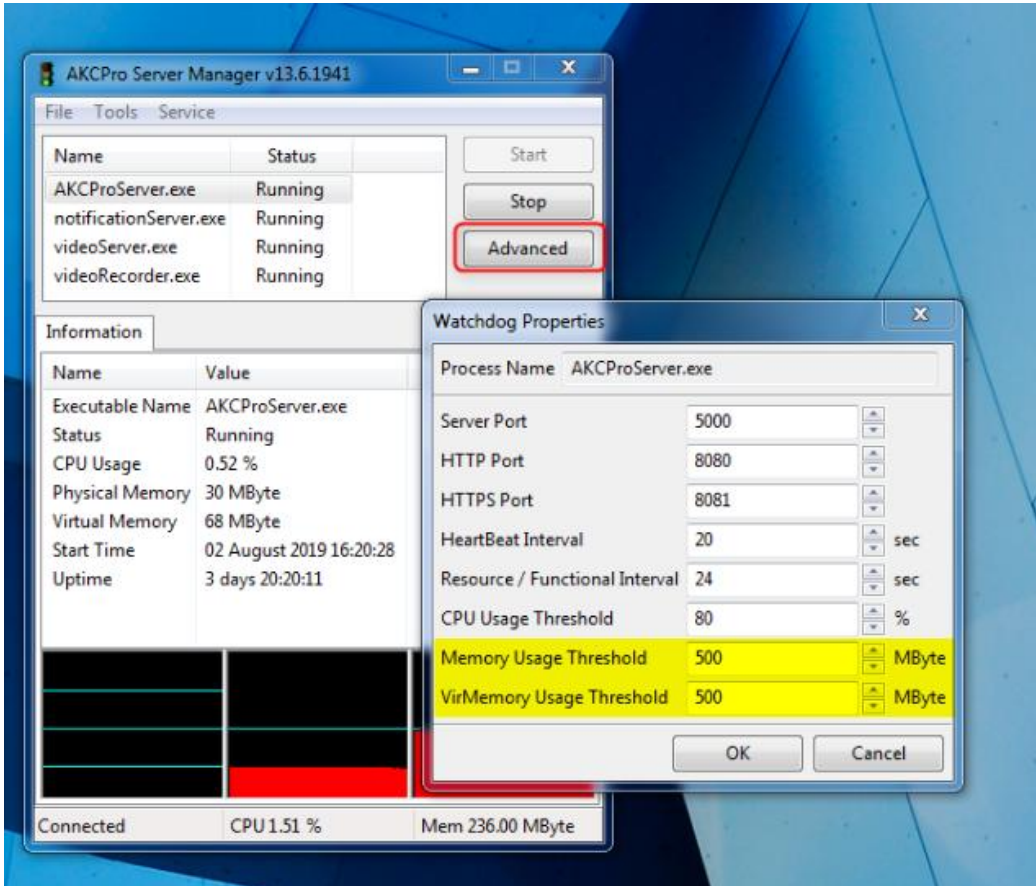 AKCPro Server Manager v13.6.1941
File Tools Service
Name Status
AKCProServer.exe Running
notificationServer.exe Running
videoServer.exe Running
videoRecorder.exe Running
Start
Stop
Advanced
Information
Name Value
Executable Name AKCProServer.exe
Status Running
CPU Usage 0.52 %
Physical Memory 30 MByte
Virtual Memory 68 MByte
Start Time 02 August 2019 16:20:28
Uptime 3 days 20:20:11
Connected CPU 1.51 % Mem 236.00 MByte
Watchdog Properties
Process Name AKCProServer.exe
Server Port 5000
HTTP Port 8080
HTTPS Port 8081
HeartBeat Interval 20 sec
Resource / Functional Interval 24 sec
CPU Usage Threshold 80 %
Memory Usage Threshold 500 MByte
VirMemory Usage Threshold 500 MByte
OK Cancel